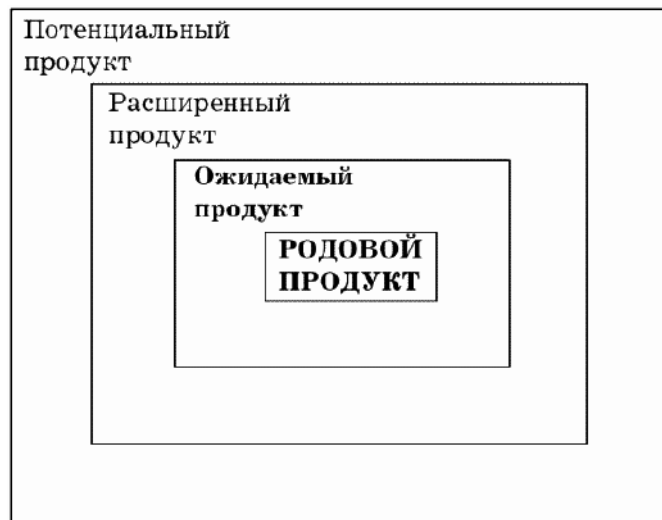 Потенциальный
продукт
Расширенный
продукт
Ожидаемый
продукт
РОДОВОЙ
ПРОДУКТ